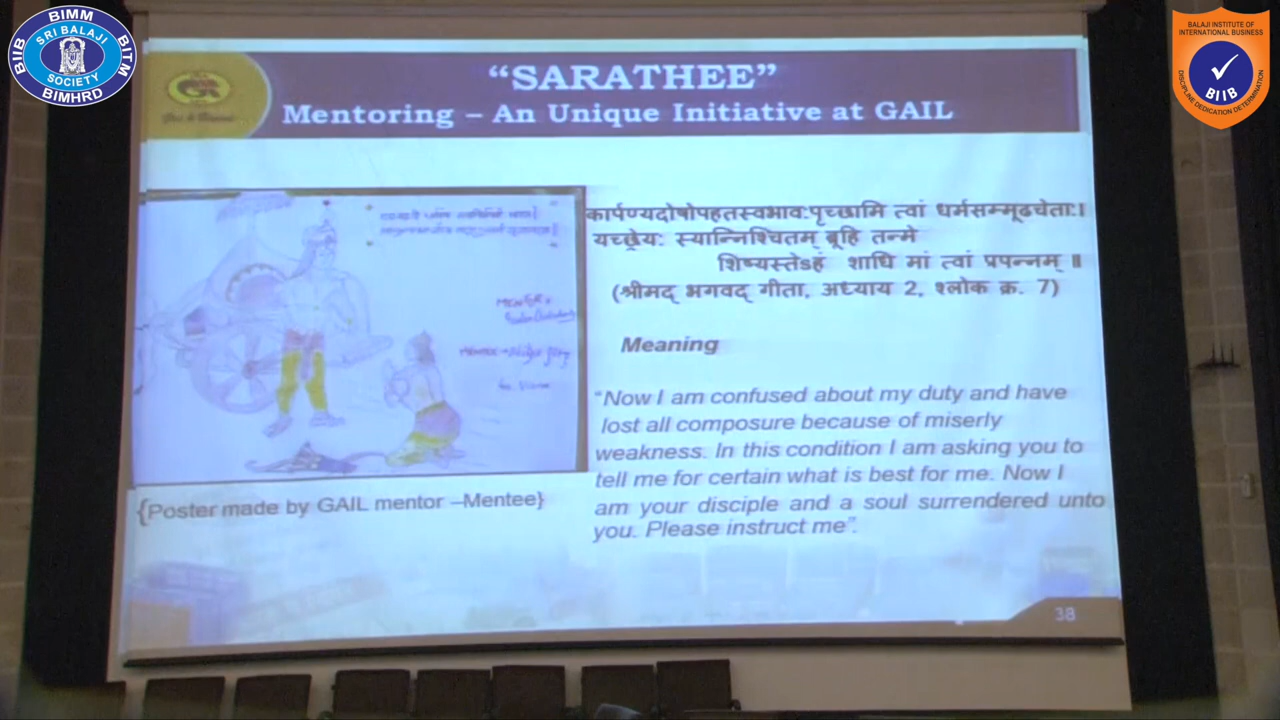 BIMM
BIIB
SRI BALAJI
SOCIETY
BITM
BIMHRD
BALAJI INSTITUTE OF
INTERNATIONAL BUSINESS
BIIB
DISCIPLINE DEDICATION DETERMINATION
“SARATHEE”
Mentoring – An Unique Initiative at GAIL
कार्पण्यदोषोपहतस्वभावःपृच्छामि त्वां धर्मसम्मूढचेताः।
यच्छ्रेयः स्यान्निश्चितम् ब्रूहि तन्मे
शिष्यस्तेsहं शाधि मां त्वां प्रपन्नम् ॥
(श्रीमद् भगवद् गीता, अध्याय 2, श्लोक क्र. 7)
Meaning
“Now I am confused about my duty and have
lost all composure because of miserly
weakness. In this condition I am asking you to
tell me for certain what is best for me. Now I
am your disciple and a soul surrendered unto
you. Please instruct me”.
MENTOR
MENTEE
{Poster made by GAIL mentor –Mentee}
38